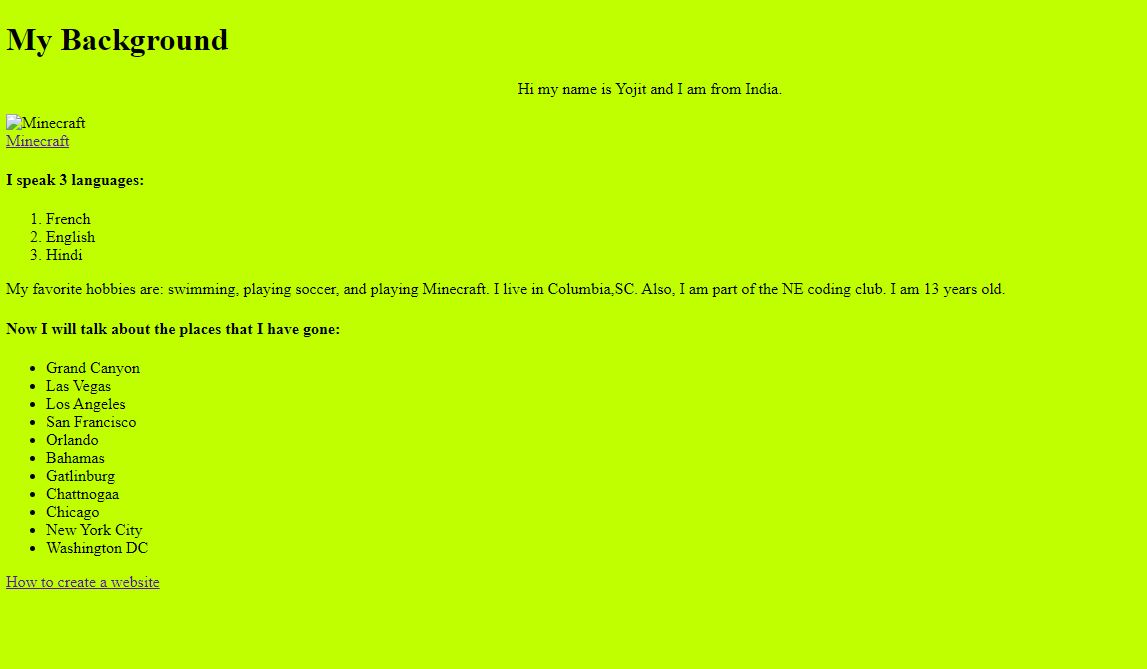 My Background
Hi my name is Yojit and I am from India.
Minecraft
Minecraft
I speak 3 languages:
1. French
2. English
3. Hindi
My favorite hobbies are: swimming, playing soccer, and playing Minecraft. I live in Columbia,SC. Also, I am part of the NE coding club. I am 13 years old.
Now I will talk about the places that I have gone:
• Grand Canyon
• Las Vegas
• Los Angeles
• San Francisco
• Orlando
• Bahamas
• Gatlinburg
• Chattnogaa
• Chicago
• New York City
• Washington DC
How to create a website